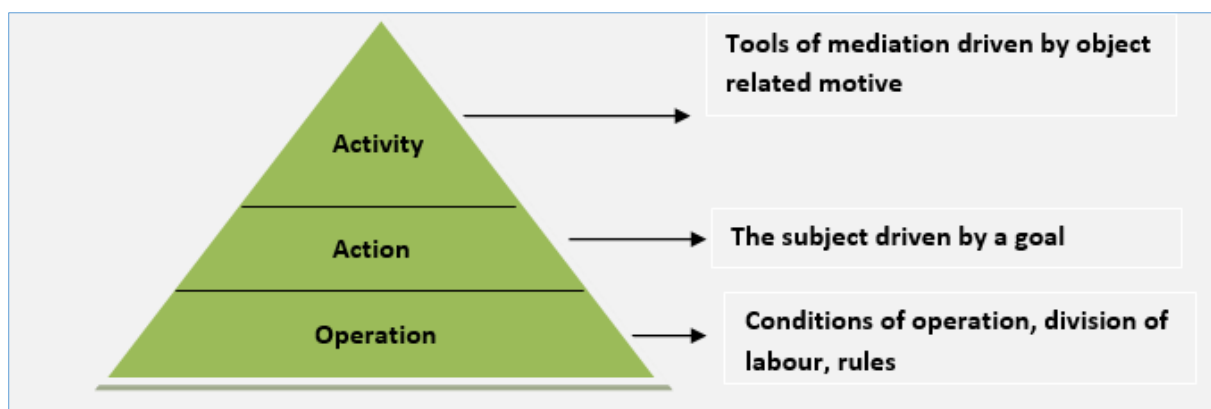 Tools of mediation driven by object
related motive
Activity
The subject driven by a goal
Action
Conditions of operation, division of
labour, rules
Operation